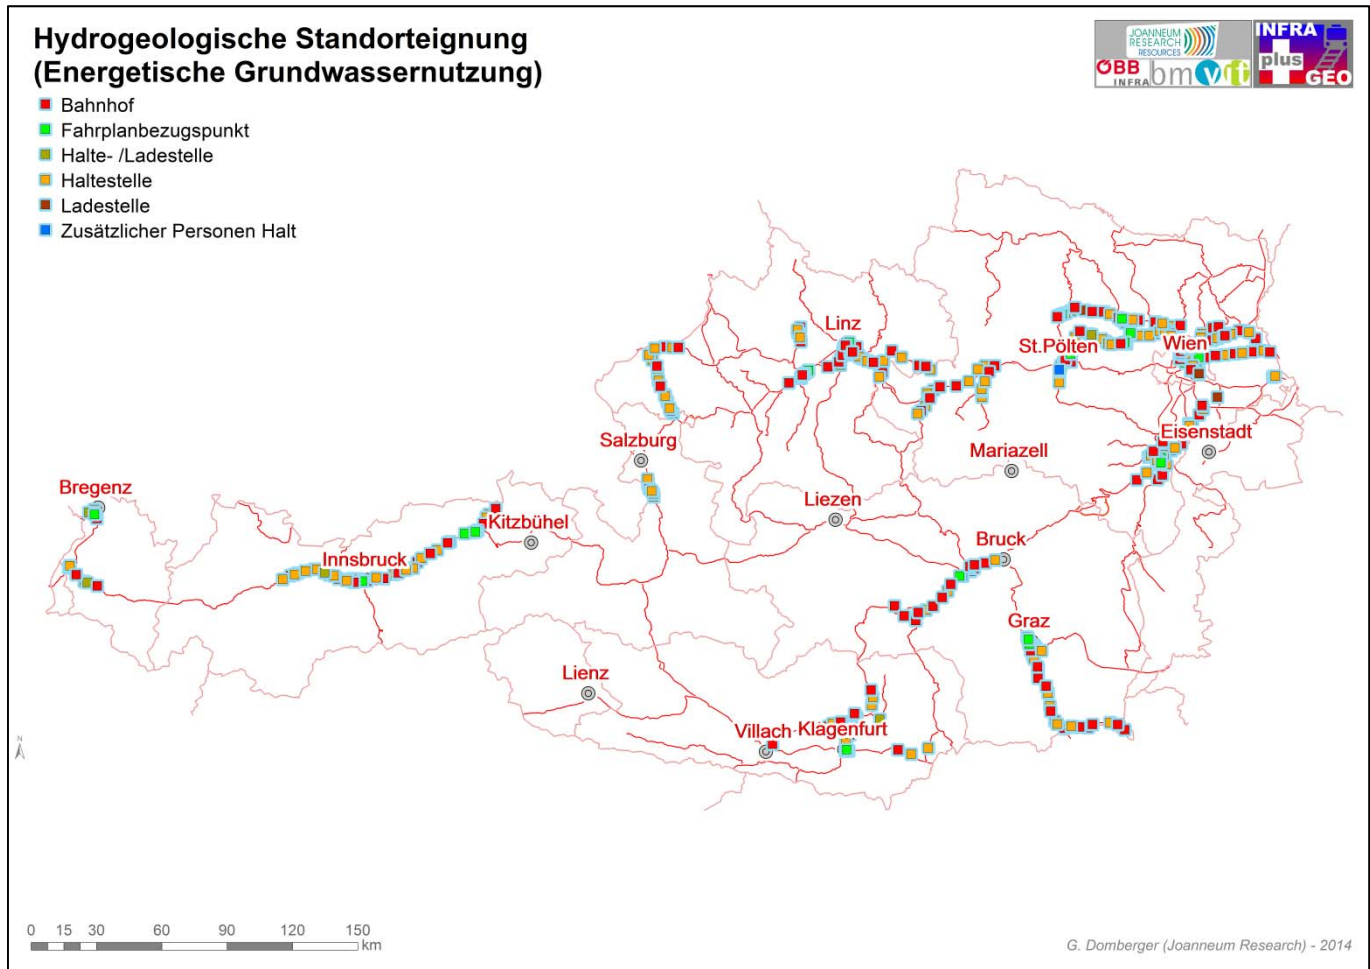 Hydrogeologische Standorteignung
(Energetische Grundwassernutzung)
Bahnhof
Fahrplanbezugspunkt
Halte- /Ladestelle
Haltestelle
Ladestelle
Zusätzlicher Personen Halt
JOANNEUM
RESEARCH
RESOURCES
ÖBB
INFRA
bmvit
INFRA
plus
GEO
Linz
St.Pölten
Wien
Salzburg
Mariazell
Eisenstadt
Bregenz
Kitzbühel
Liezen
Innsbruck
Bruck
Graz
Lienz
Villach
Klagenfurt
N
0 15 30 60 90 120 150
km
G. Domberger (Joanneum Research) - 2014